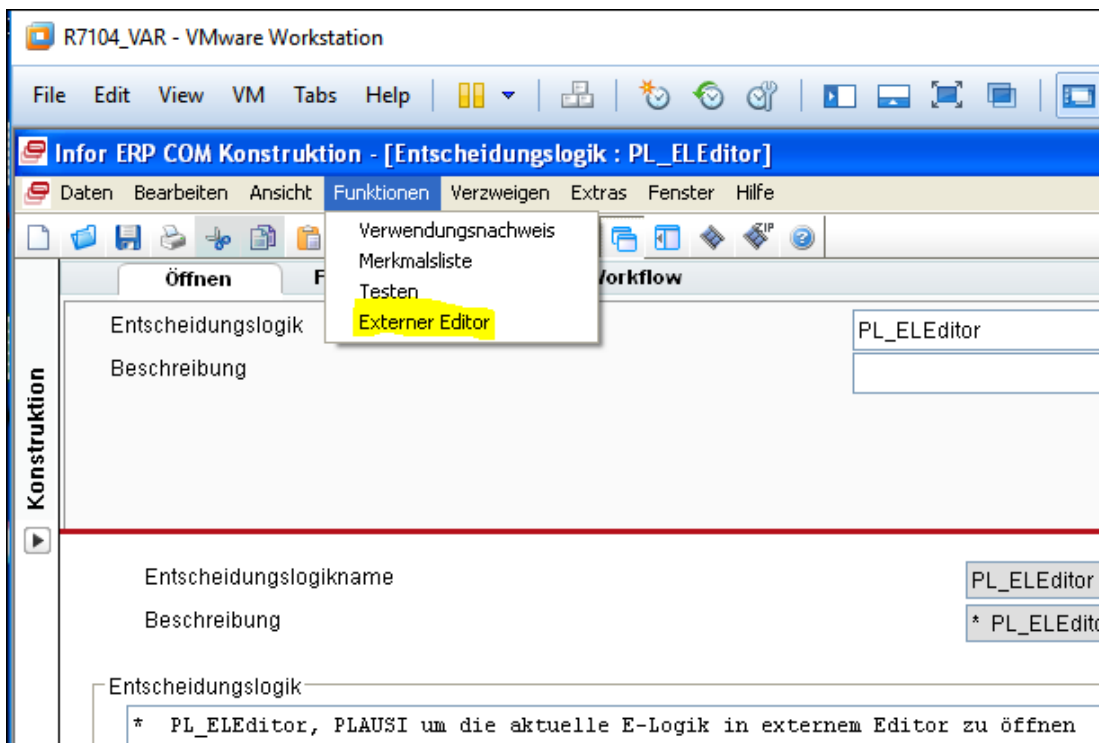 R7104_VAR - VMware Workstation
File Edit View VM Tabs Help
Infor ERP COM Konstruktion - [Entscheidungslogik : PL_ELEditor]
Daten Bearbeiten Ansicht Funktionen Verzweigen Extras Fenster Hilfe
Verwendungsnachweis
Merkmalsliste
Testen
Externer Editor
ZIP
Öffnen F orkflow
Entscheidungslogik PL_ELEditor
Beschreibung
Konstruktion
Entscheidungslogikname PL_ELEditor
Beschreibung * PL_ELEdito
Entscheidungslogik
* PL_ELEditor, PLAUSI um die aktuelle E-Logik in externem Editor zu öffnen